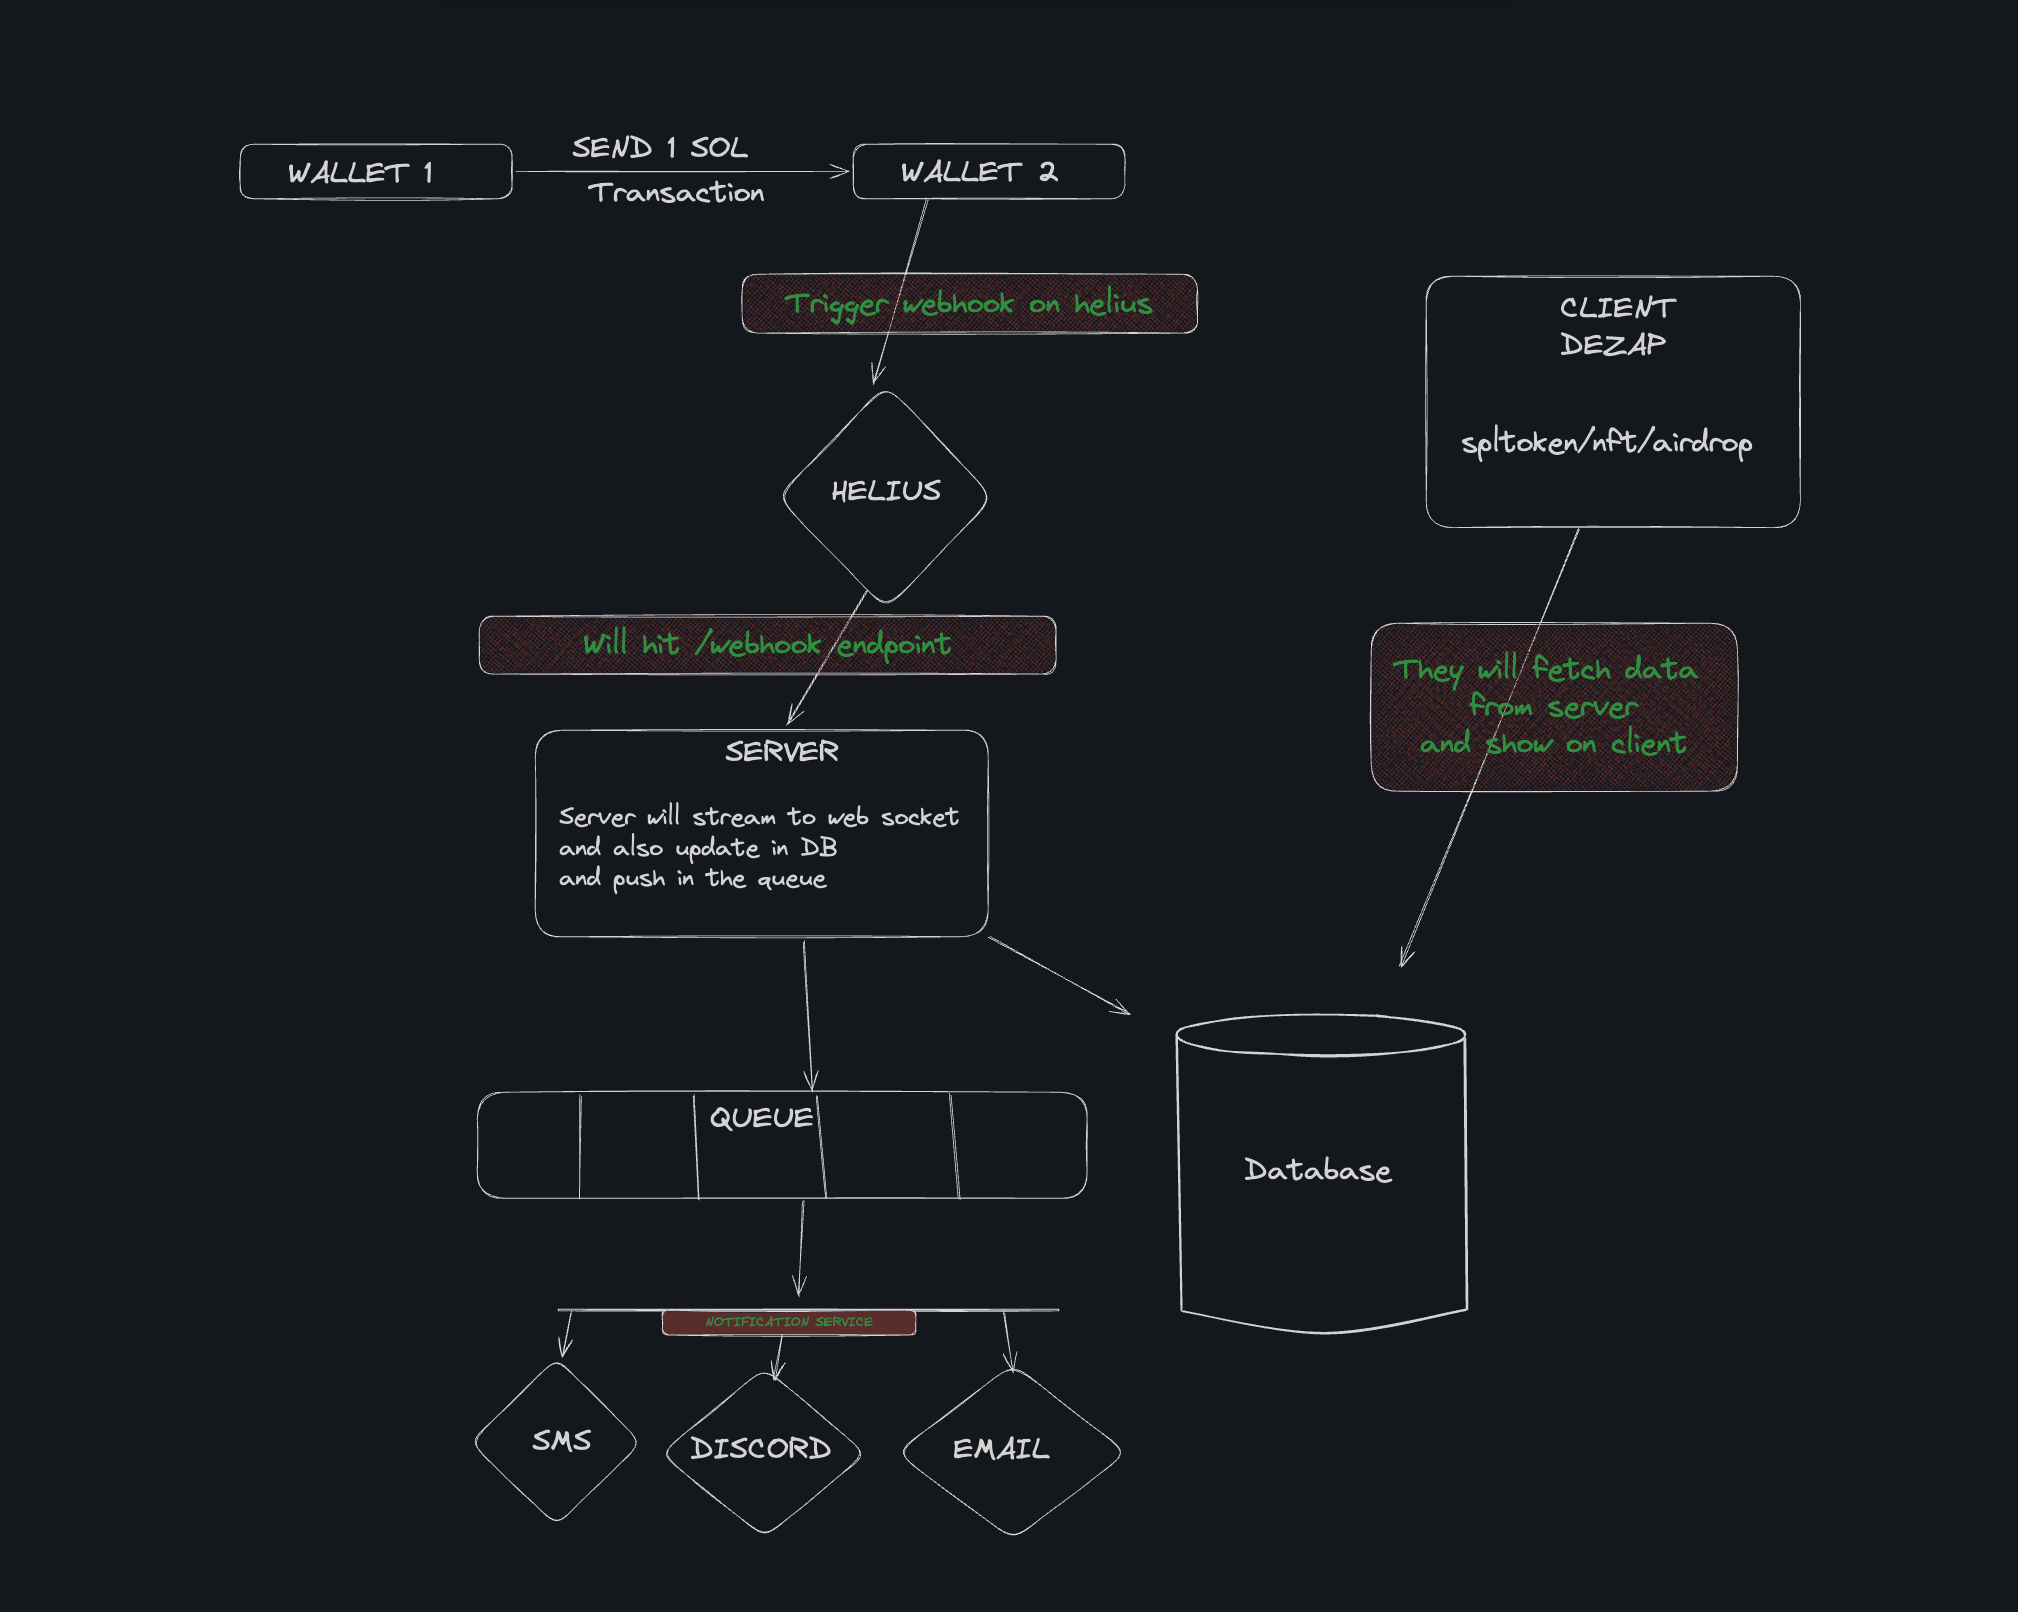 WALLET 1
SEND 1 SOL
Transaction
WALLET 2
Trigger webhook on helius
CLIENT
DEZAP
spltoken/nft/airdrop
HELIUS
Will hit /webhook endpoint
They will fetch data
from server
and show on client
SERVER
Server will stream to web socket
and also update in DB
and push in the queue
QUEUE
Database
NOTIFICATION SERVICE
SMS
DISCORD
EMAIL